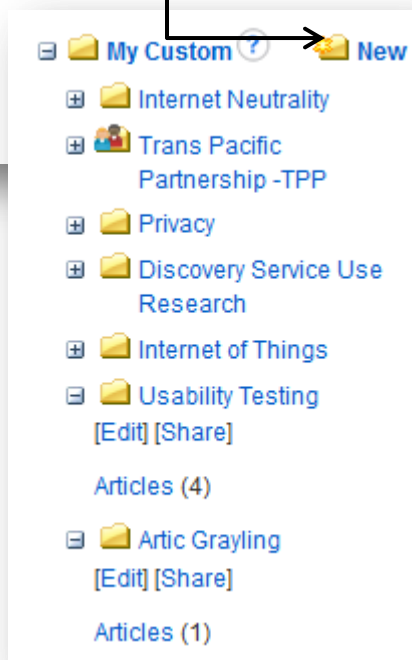 My Custom ? New
Internet Neutrality
Trans Pacific
Partnership -TPP
Privacy
Discovery Service Use
Research
Internet of Things
Usability Testing
[Edit] [Share]
Articles (4)
Artic Grayling
[Edit] [Share]
Articles (1)